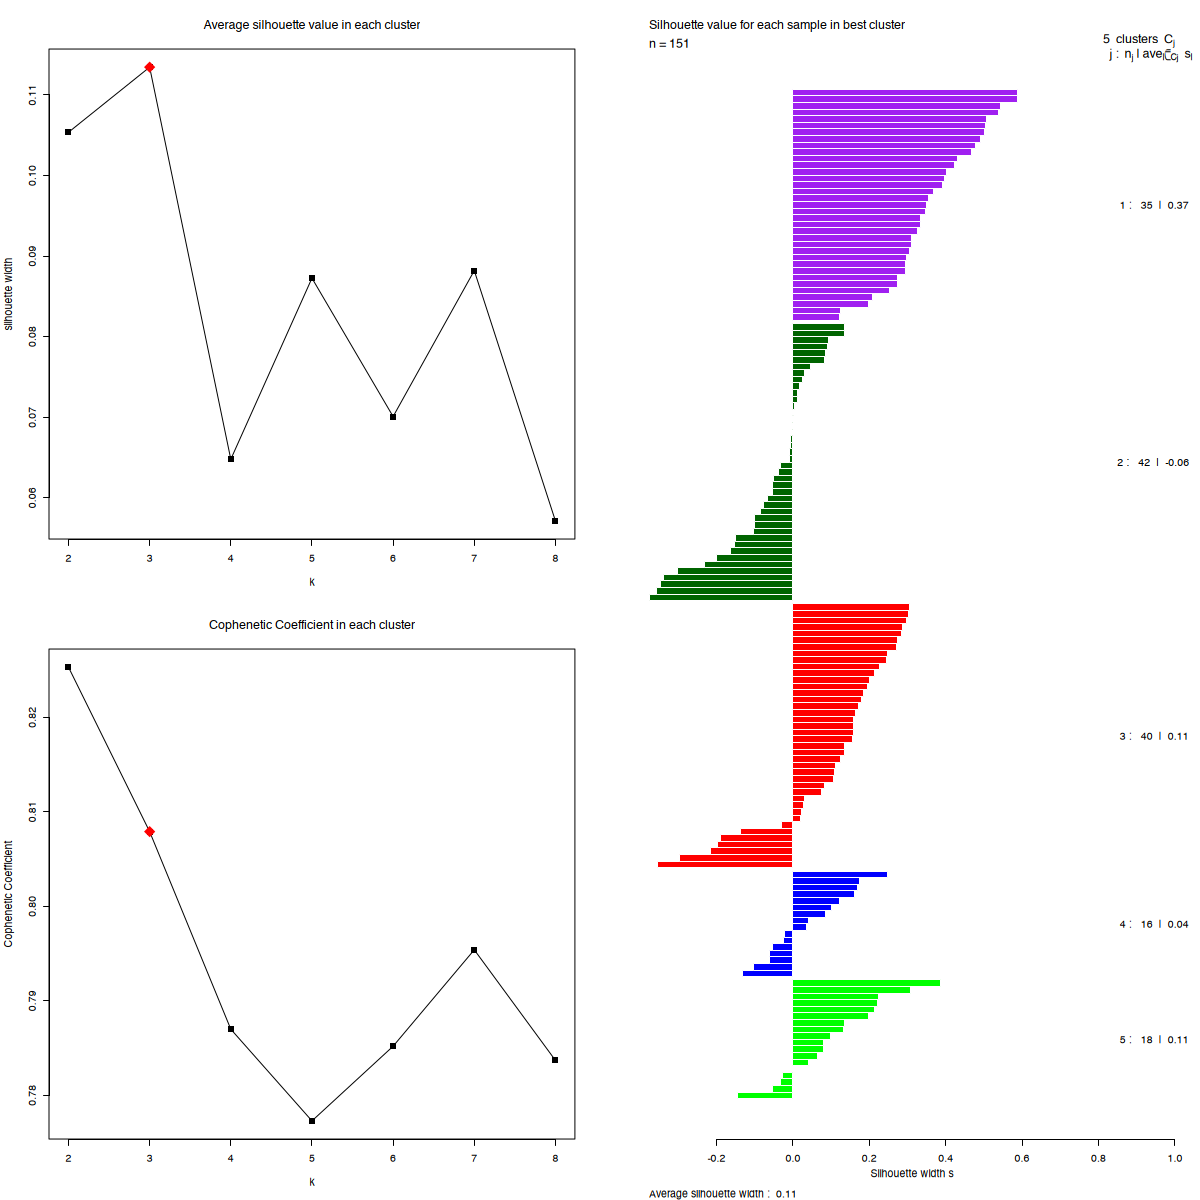 Average silhouette value in each cluster
silhouette width
0.11
0.10
0.09
0.08
0.07
0.06
2 3 4 5 6 7 8
k
Cophenetic Coefficient in each cluster
Cophenetic Coefficient
0.82
0.81
0.80
0.79
0.78
2 3 4 5 6 7 8
k
Silhouette value for each sample in best cluster
n = 151
5 clusters Cj
j : nj | avei∈Cj si
1 : 35 | 0.37
2 : 42 | -0.06
3 : 40 | 0.11
4 : 16 | 0.04
5 : 18 | 0.11
-0.2 0.0 0.2 0.4 0.6 0.8 1.0
Silhouette width s
Average silhouette width : 0.11